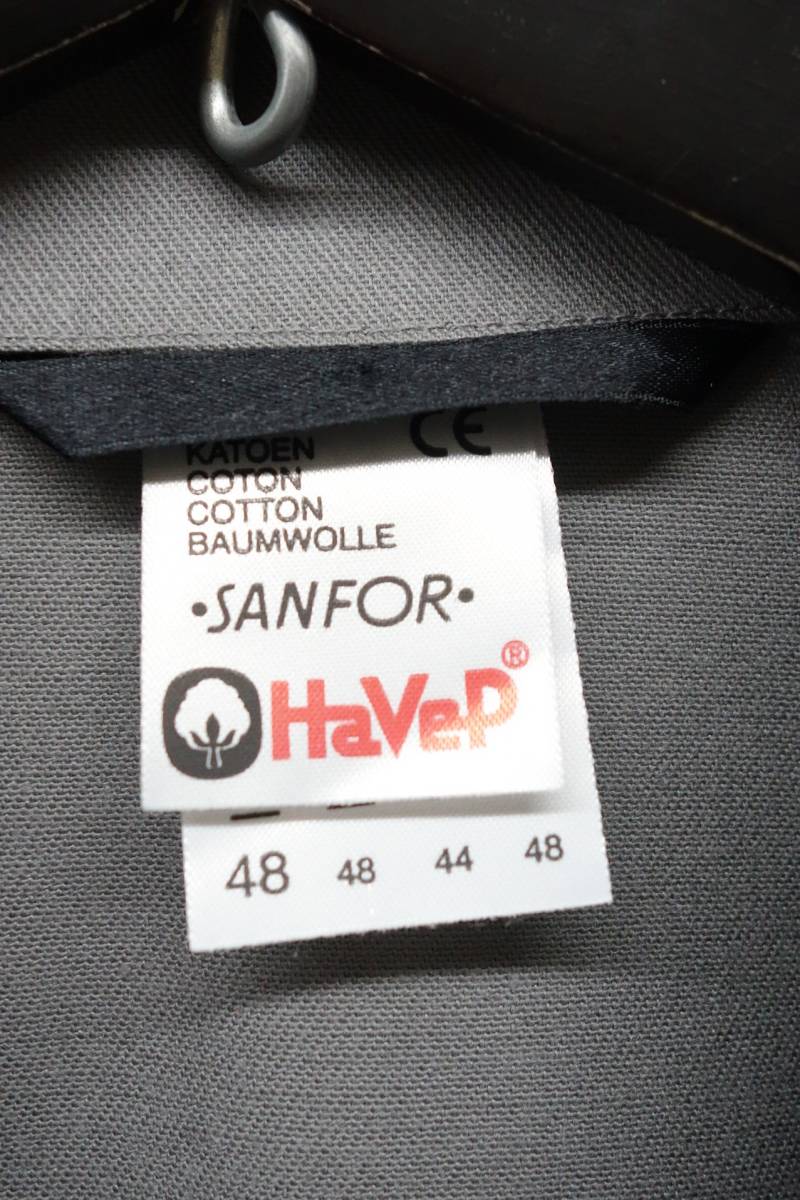 KATOEN CE
COTON
COTTON
BAUMWOLLE
•SANFOR•
HaVeP®
48 48 44 48